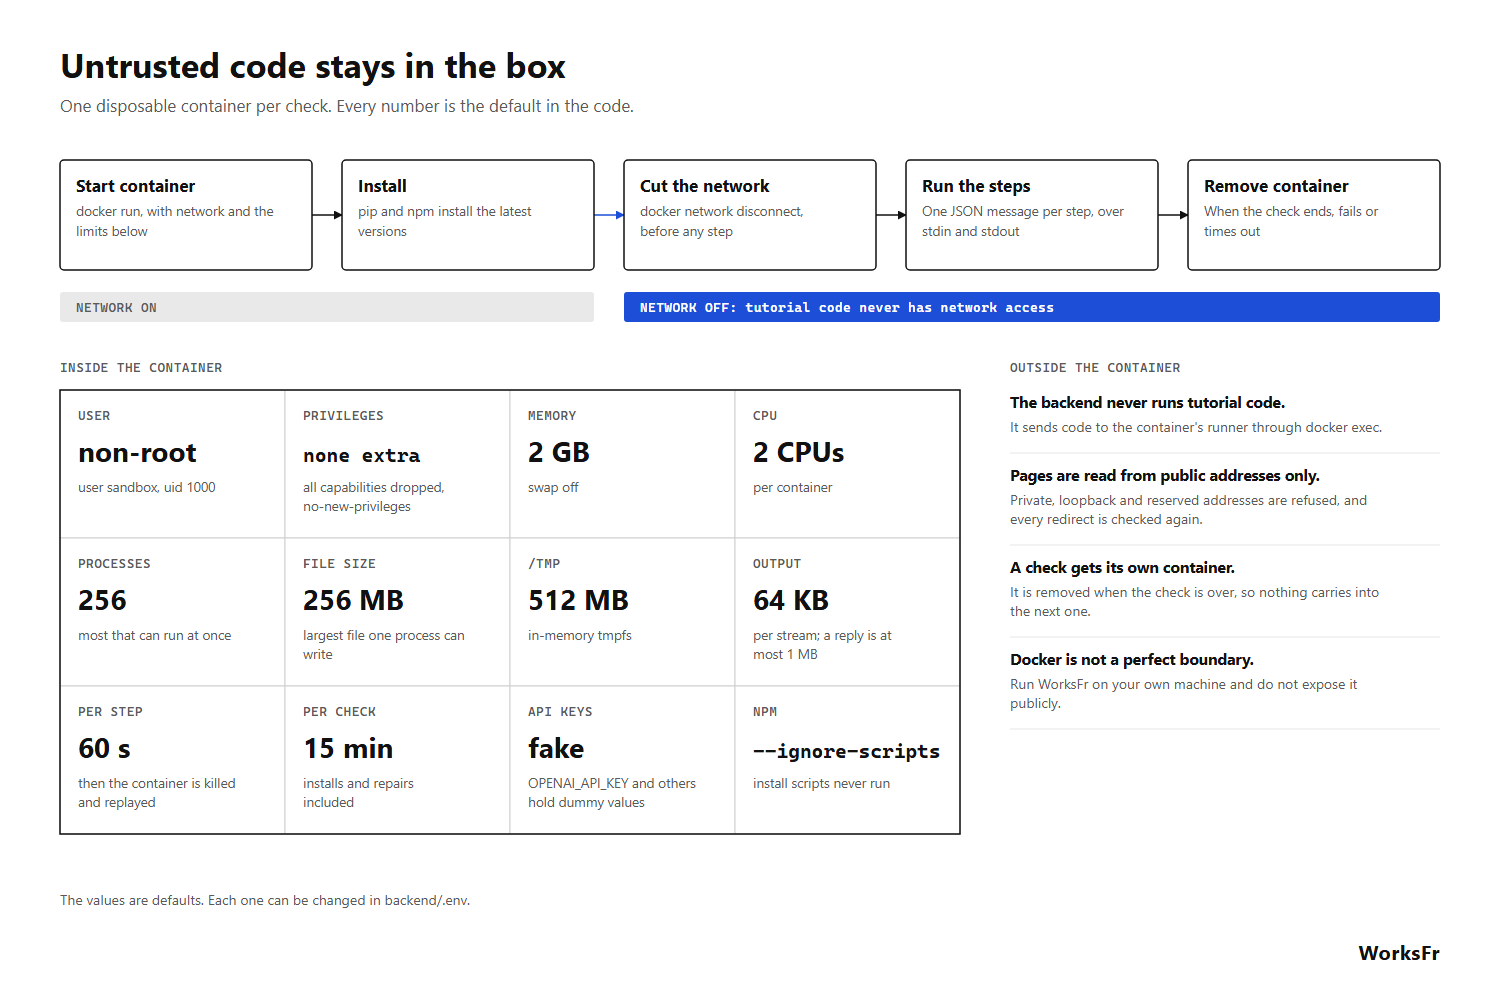 Untrusted code stays in the box
One disposable container per check. Every number is the default in the code.
Start container
docker run, with network and the
limits below
Install
pip and npm install the latest
versions
Cut the network
docker network disconnect,
before any step
Run the steps
One JSON message per step, over
stdin and stdout
Remove container
When the check ends, fails or
times out
NETWORK ON
NETWORK OFF: tutorial code never has network access
INSIDE THE CONTAINER
USER
non-root
user sandbox, uid 1000
PRIVILEGES
none extra
all capabilities dropped,
no-new-privileges
MEMORY
2 GB
swap off
CPU
2 CPUs
per container
PROCESSES
256
most that can run at once
FILE SIZE
256 MB
largest file one process can
write
/TMP
512 MB
in-memory tmpfs
OUTPUT
64 KB
per stream; a reply is at
most 1 MB
PER STEP
60 s
then the container is killed
and replayed
PER CHECK
15 min
installs and repairs
included
API KEYS
fake
OPENAI_API_KEY and others
hold dummy values
NPM
--ignore-scripts
install scripts never run
OUTSIDE THE CONTAINER
The backend never runs tutorial code.
It sends code to the container's runner through docker exec.
Pages are read from public addresses only.
Private, loopback and reserved addresses are refused, and
every redirect is checked again.
A check gets its own container.
It is removed when the check is over, so nothing carries into
the next one.
Docker is not a perfect boundary.
Run WorksFr on your own machine and do not expose it
publicly.
The values are defaults. Each one can be changed in backend/.env.
WorksFr